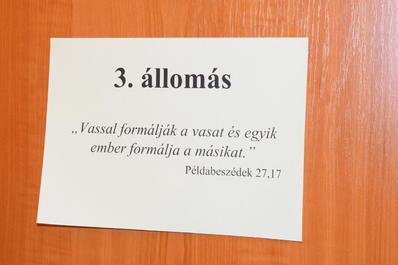 3. állomás
„Vassal formálják a vasat és egyik
ember formálja a másikat.”
Példabeszédek 27,17